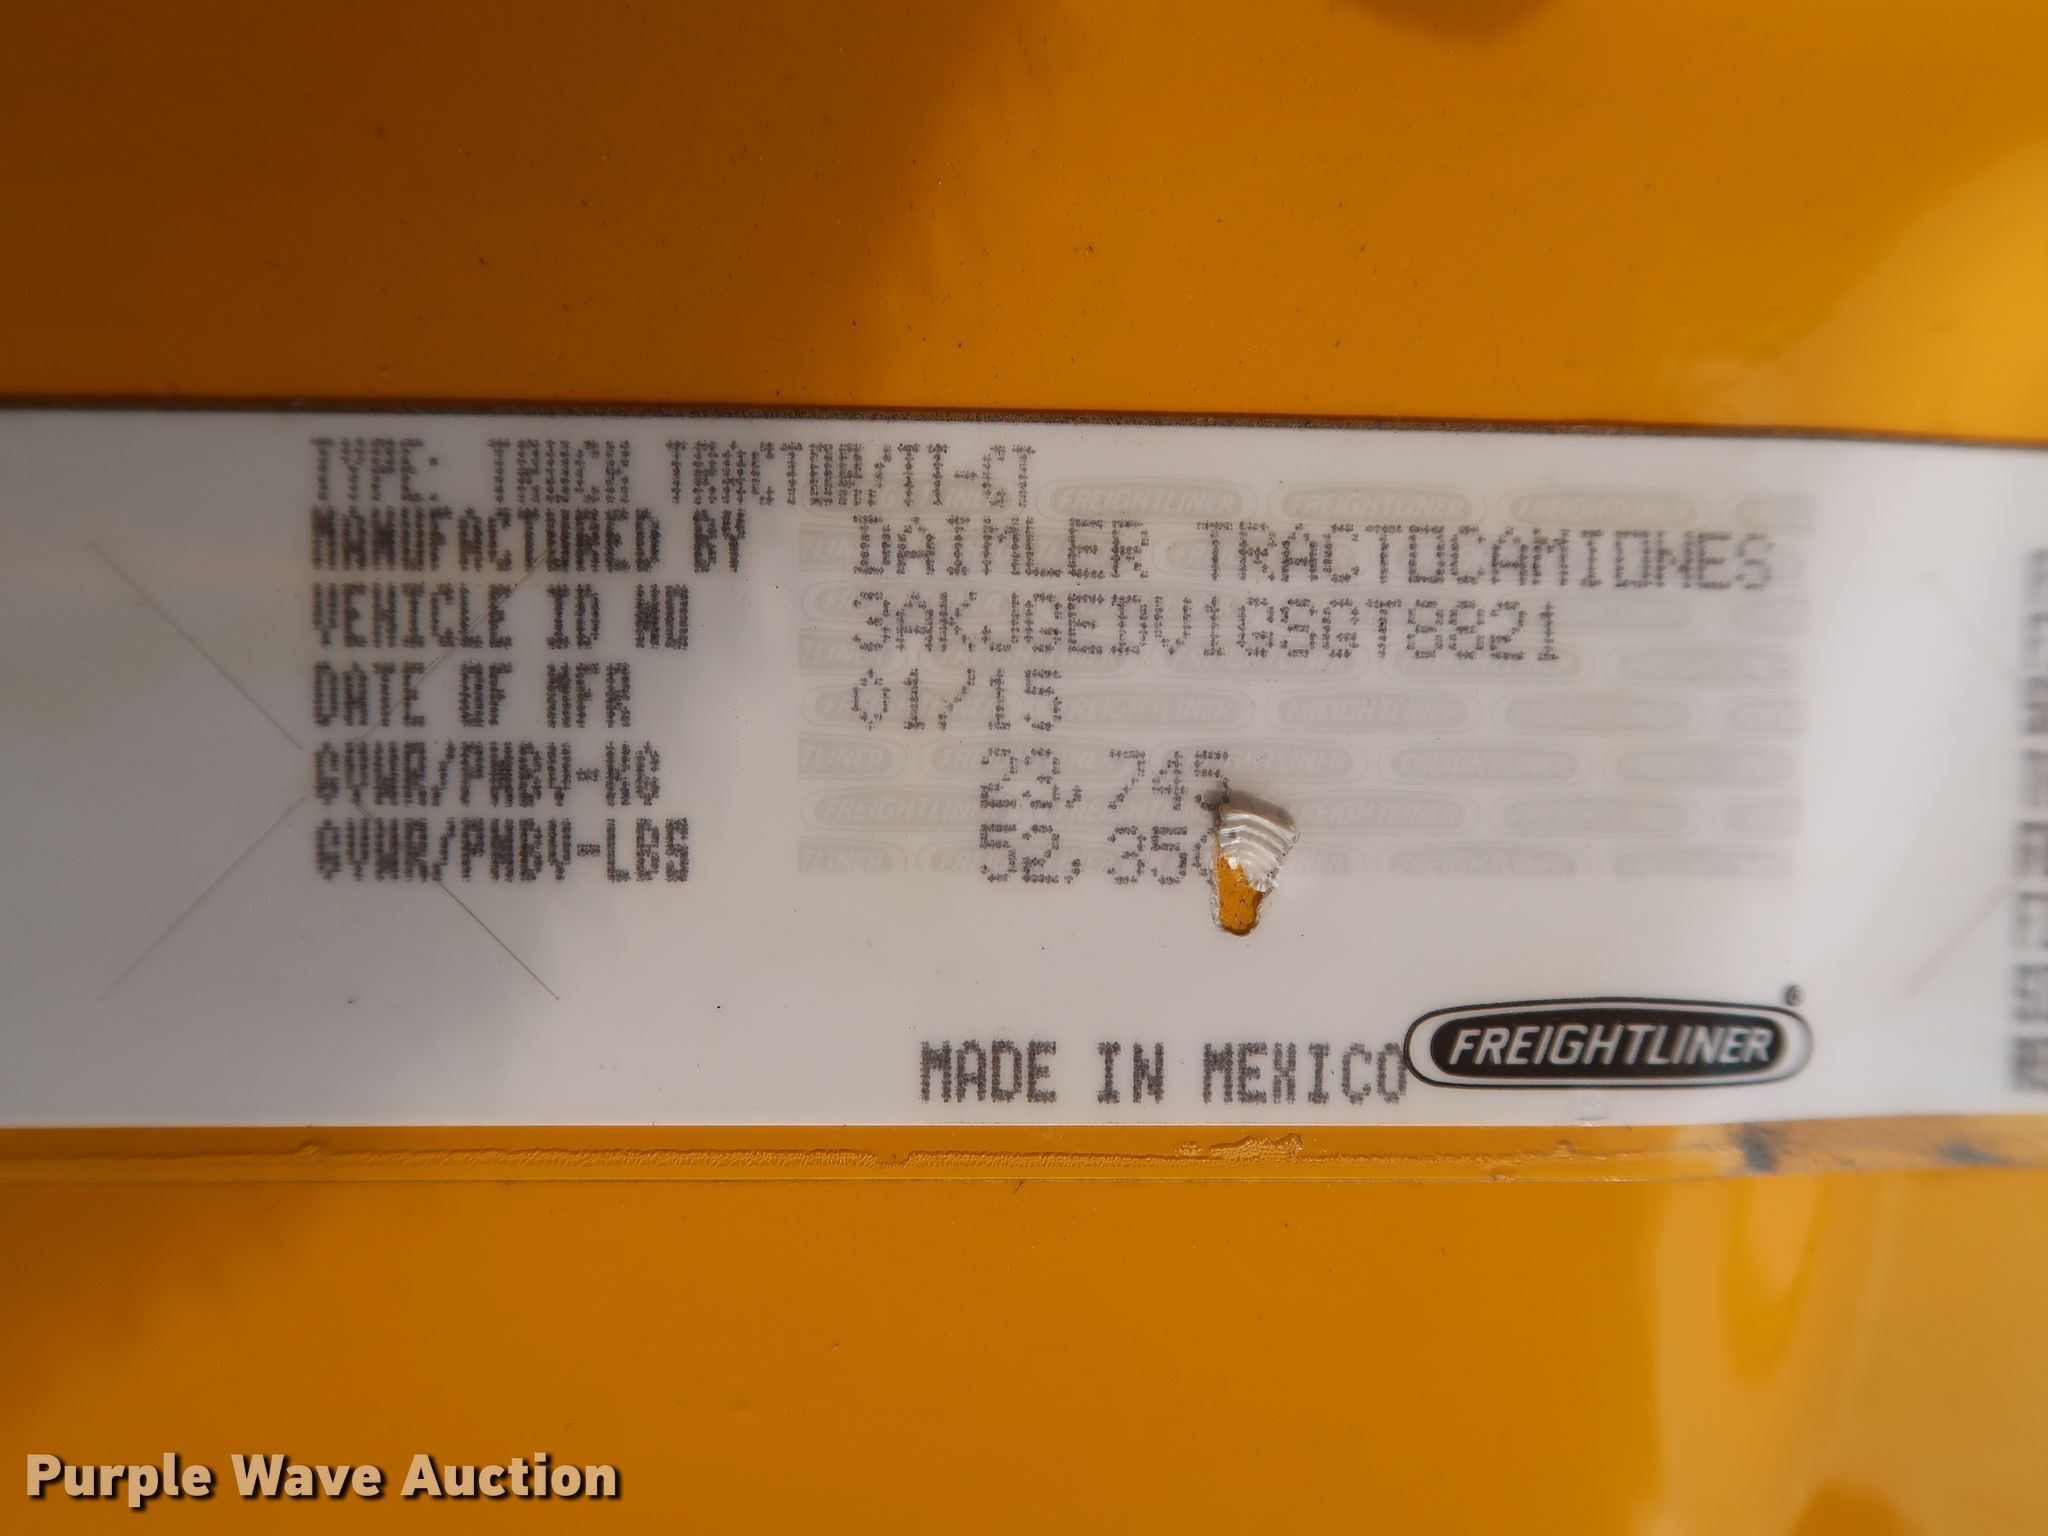 TYPE: TRUCK TRACTOR/TT-CT
MANUFACTURED BY DAIMLER TRACTOCAMIONES
VEHICLE ID NO 3AKJGEDV1GSGT8821
DATE OF MFR 01/15
GVWR/PMBV-KG 23,745
GVWR/PMBV-LBS 52,350
MADE IN MEXICO FREIGHTLINER®
Purple Wave Auction